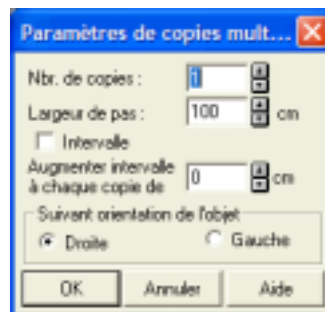 Paramètres de copies mult...
Nbr. de copies : 1
Largeur de pas : 100 cm
Intervalle
Augmenter intervalle
à chaque copie de 0 cm
Suivant orientation de l'objet
Droite Gauche
OK Annuler Aide